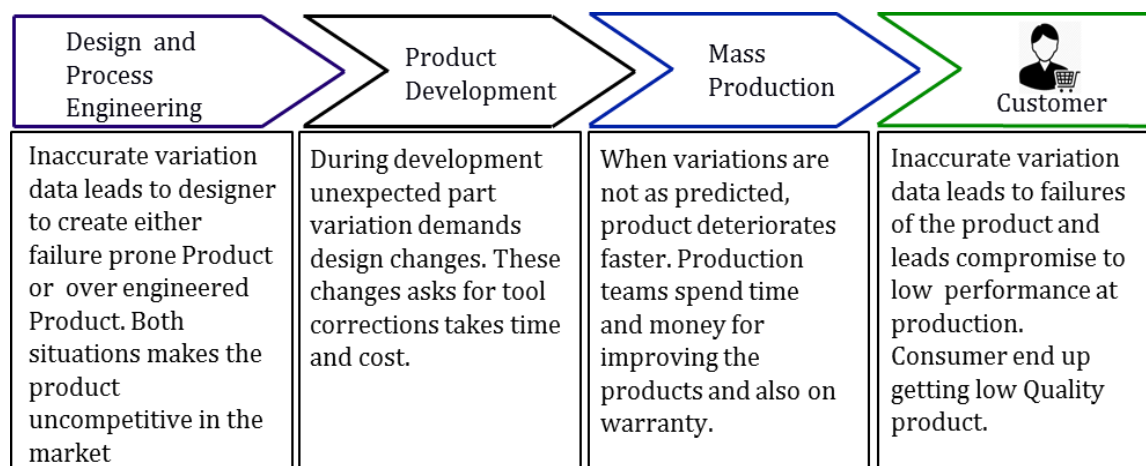 Design and
Process
Engineering
Product
Development
Mass
Production
Customer
Inaccurate variation
data leads to designer
to create either
failure prone Product
or over engineered
Product. Both
situations makes the
product
uncompetitive in the
market
During development
unexpected part
variation demands
design changes. These
changes asks for tool
corrections takes time
and cost.
When variations are
not as predicted,
product deteriorates
faster. Production
teams spend time
and money for
improving the
products and also on
warranty.
Inaccurate variation
data leads to failures
of the product and
leads compromise to
low performance at
production.
Consumer end up
getting low Quality
product.